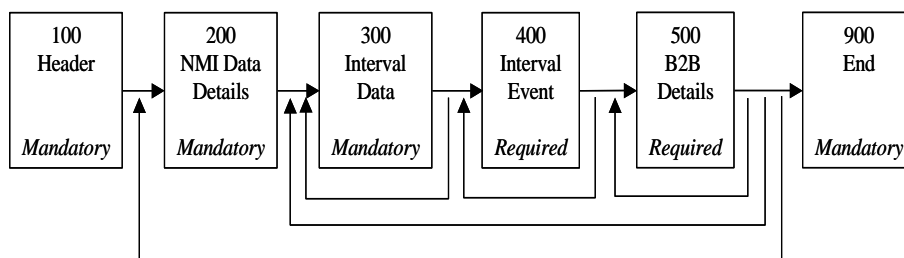 100
Header
Mandatory
200
NMI Data
Details
Mandatory
300
Interval
Data
Mandatory
400
Interval
Event
Required
500
B2B
Details
Required
900
End
Mandatory